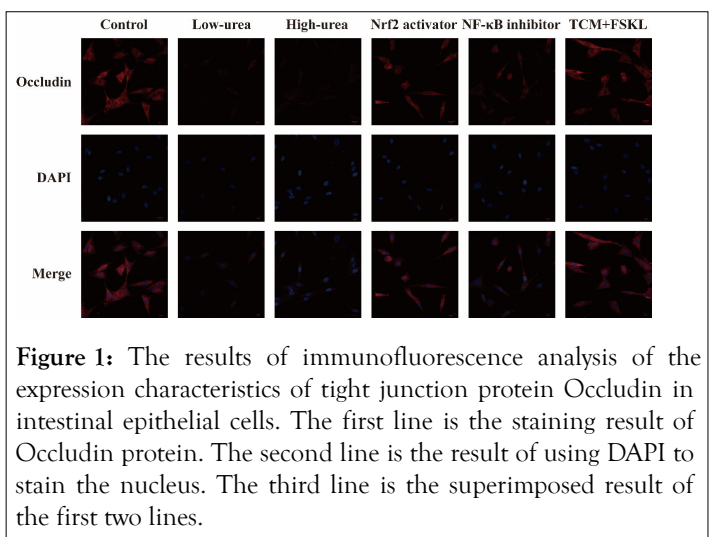 Control Low-urea High-urea Nrf2 activator NF-κB inhibitor TCM+FSKL
Occludin
DAPI
Merge
Figure 1: The results of immunofluorescence analysis of the
expression characteristics of tight junction protein Occludin in
intestinal epithelial cells. The first line is the staining result of
Occludin protein. The second line is the result of using DAPI to
stain the nucleus. The third line is the superimposed result of
the first two lines.